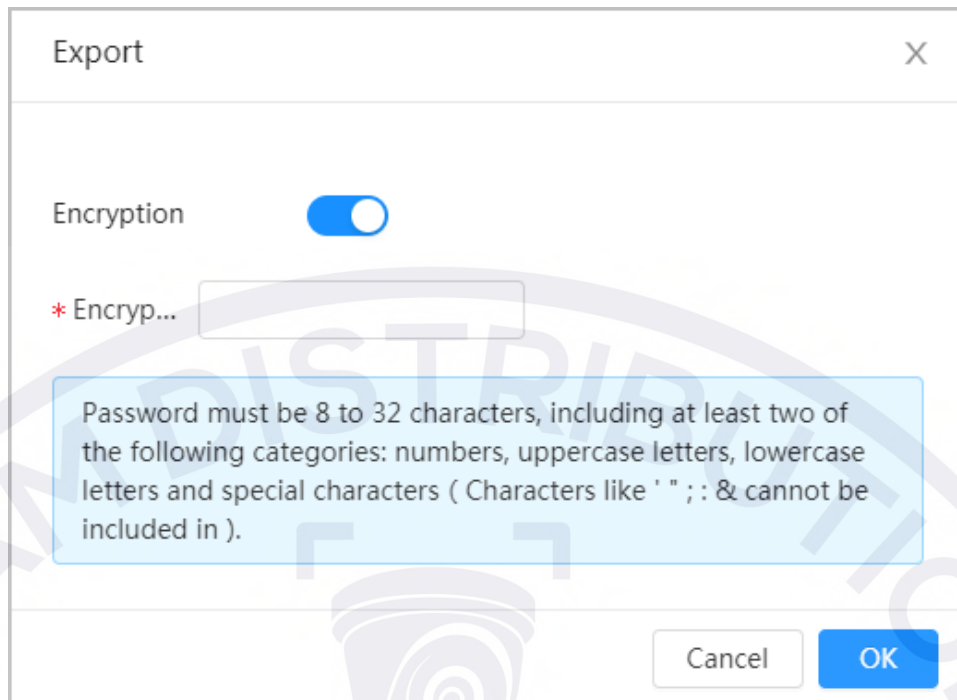 Export
X
Encryption
* Encryp...
Password must be 8 to 32 characters, including at least two of
the following categories: numbers, uppercase letters, lowercase
letters and special characters ( Characters like ' " ; : & cannot be
included in ).
Cancel OK
MDISTRIBUTIO